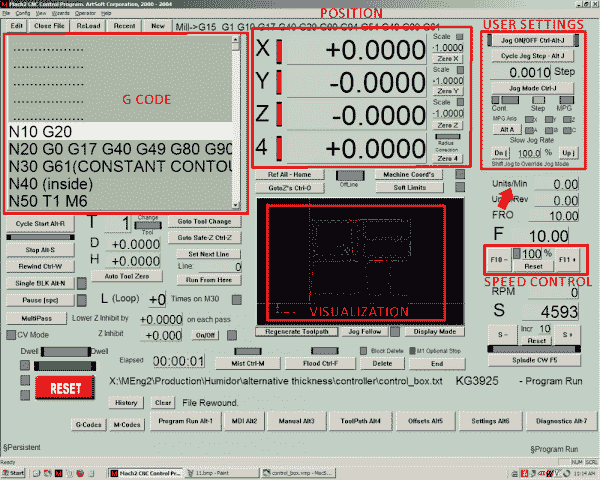 Mach2 CNC Control Program. ArtSoft Corporation, 2000 - 2004
POSITION
File Config View Wizards Operator Help
Edit Close File ReLoad Recent New Mill->G15 G1 G10 G17 G40 G20 G90 G94 G54 G49 G80 G61
USER SETTINGS
G CODE
N10 G20
N20 G0 G17 G40 G49 G80 G90
N30 G61(CONSTANT CONTOU
N40 (inside)
N50 T1 M6
Scale
X +0.0000 -1.0000
Zero X
Scale
Y -0.0000 -1.0000
Zero Y
Scale
Z -0.0000 -1.0000
Zero Z
4 +0.0000 Radius
Correction
Zero 4
Jog ON/OFF Ctrl-Alt-J
Cycle Jog Step - Alt J
0.0010 Step
Jog Mode Ctrl-J
Cont. Step MPG
MPG Axis X B
Alt A
Slow Jog Rate
Dn j 100.0 % Up j
Shift Jog to Override Jog Mode
Ref All - Home OffLine Machine Coord's
GotoZ's Ctrl-O Soft Limits
Units/Min 0.00
Rev 0.00
FRO 10.00
F 10.00
F10 - 100 % F11 +
Reset
SPEED CONTROL
RPM 0
S 4593
S - Incr 10 S +
Reset
Spindle CW F5
Cycle Start Alt-R
Stop Alt-S
Rewind Ctrl-W
Single BLK Alt-N
Pause (spc)
MultiPass
CV Mode
T 1 Change
Tool
D +0.0000
H +0.0000
Auto Tool Zero
Goto Tool Change
Goto Safe-Z Ctrl-Z
Set Next Line
Line: 0
Run From Here
L (Loop) +0 Times on M30
Lower Z Inhibit by +0.0000 on each pass
Z Inhibit +0.0000 On/Off
VISUALIZATION
Regenerate Toolpath Jog Follow Display Mode
Dwell Dwell
Elapsed 00:00:01
Block Delete M1 Optional Stop
Mist Ctrl-M Flood Ctrl-F Delete End
RESET
X:\MEng2\Production\Humidor\alternative thickness\controller\control_box.txt KG3925 - Program Run
History Clear File Rewound.
G-Codes M-Codes Program Run Alt-1 MDI Alt2 Manual Alt3 ToolPath Alt4 Offsets Alt5 Settings Alt6 Diagnostics Alt-7
§Persistent §Program Run
Ready NUM SCRL
Start Mach2 CNC Control Pr... 11.bmp - Paint control_box.wmp - MacS... 11:14 AM